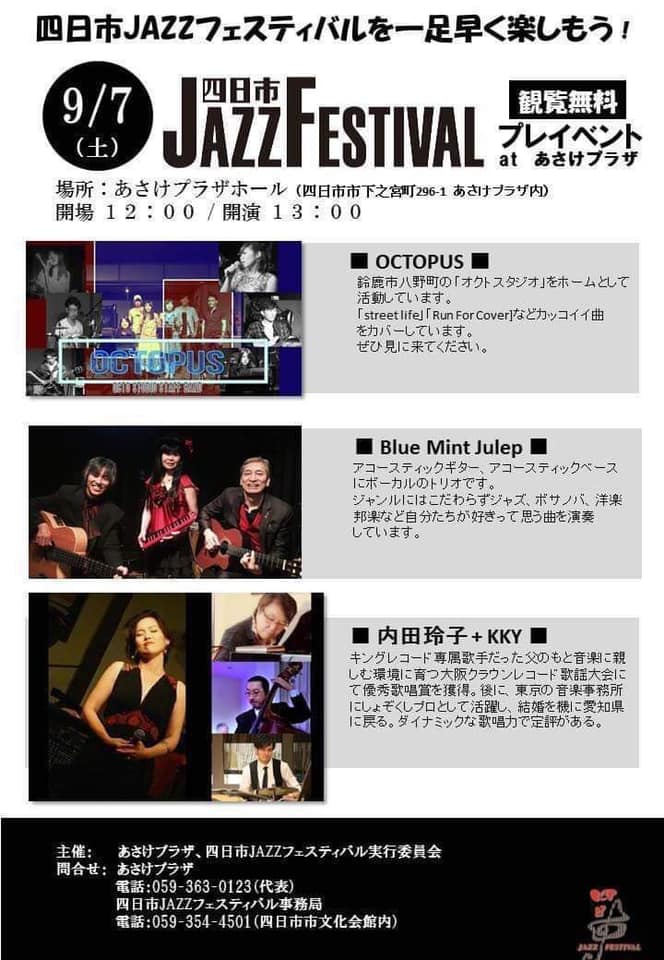 四日市JAZZフェスティバルを一足早く楽しもう！
9/7
（土）
四日市
JAZZ FESTIVAL
観覧無料
プレイベント
at あさけプラザ
場所：あさけプラザホール（四日市市下之宮町296-1 あさけプラザ内）
開場 １２：００ / 開演 １３：００
OCTOPUS
OCTO STUDIO STAFF BAND
■ OCTOPUS ■
鈴鹿市八野町の「オクトスタジオ」をホームとして
活動しています。
「street life」「Run For Cover」などカッコイイ曲
をカバーしています。
ぜひ見に来てください。
■ Blue Mint Julep ■
アコースティックギター、アコースティックベース
にボーカルのトリオです。
ジャンルにはこだわらずジャズ、ボサノバ、洋楽
邦楽など自分たちが好きって思う曲を演奏
しています。
■ 内田玲子 + KKY ■
キングレコード専属歌手だった父のもと音楽に親
しむ環境に育つ大阪クラウンレコード歌謡大会に
て優秀歌唱賞を獲得。後に、東京の音楽事務所
にしょぞくしプロとして活躍し、結婚を機に愛知県
に戻る。ダイナミックな歌唱力で定評がある。
主催： あさけプラザ、四日市JAZZフェスティバル実行委員会
問合せ： あさけプラザ
電話:059-363-0123(代表)
四日市JAZZフェスティバル事務局
電話:059-354-4501(四日市市文化会館内)
JAZZ FESTIVAL